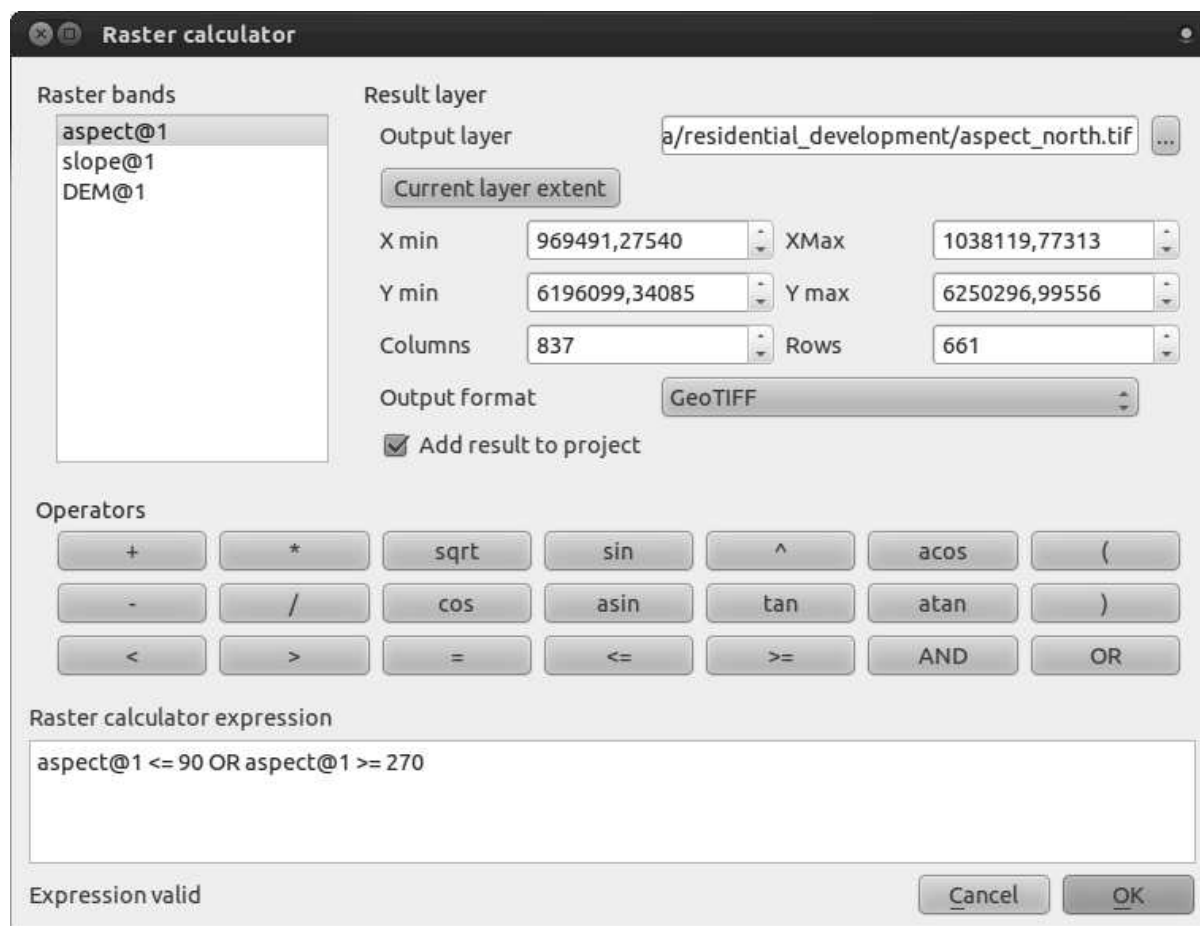 Raster calculator
Raster bands
aspect@1
slope@1
DEM@1
Result layer
Output layer a/residential_development/aspect_north.tif ...
Current layer extent
X min 969491,27540 XMax 1038119,77313
Y min 6196099,34085 Y max 6250296,99556
Columns 837 Rows 661
Output format GeoTIFF
Add result to project
Operators
+ * sqrt sin ^ acos (
- / cos asin tan atan )
< > = <= >= AND OR
Raster calculator expression
aspect@1 <= 90 OR aspect@1 >= 270
Expression valid
Cancel OK